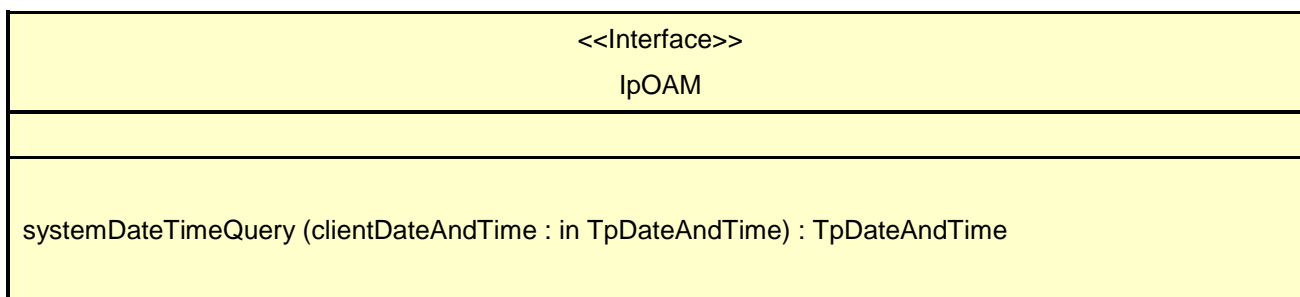 <<Interface>>
IpOAM
systemDateTimeQuery (clientDateAndTime : in TpDateAndTime) : TpDateAndTime